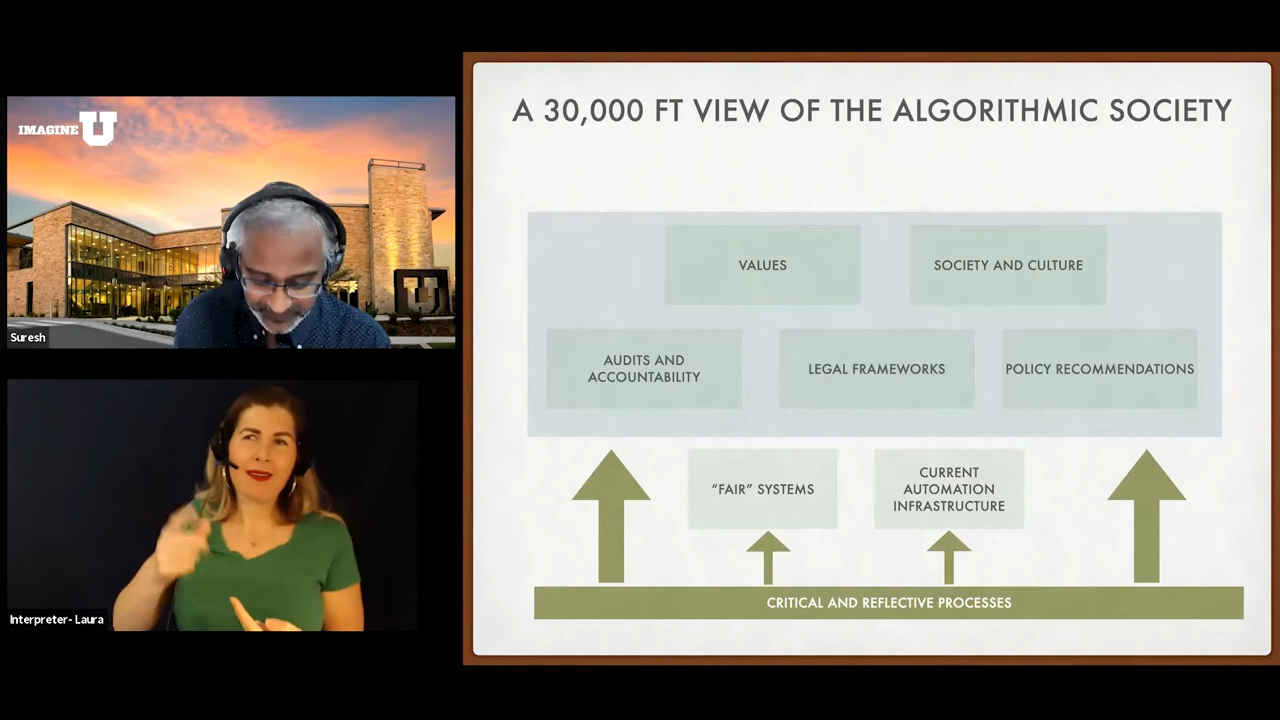 IMAGINE U
Suresh
Interpreter- Laura
A 30,000 FT VIEW OF THE ALGORITHMIC SOCIETY
VALUES
SOCIETY AND CULTURE
AUDITS AND
ACCOUNTABILITY
LEGAL FRAMEWORKS
POLICY RECOMMENDATIONS
“FAIR” SYSTEMS
CURRENT
AUTOMATION
INFRASTRUCTURE
CRITICAL AND REFLECTIVE PROCESSES